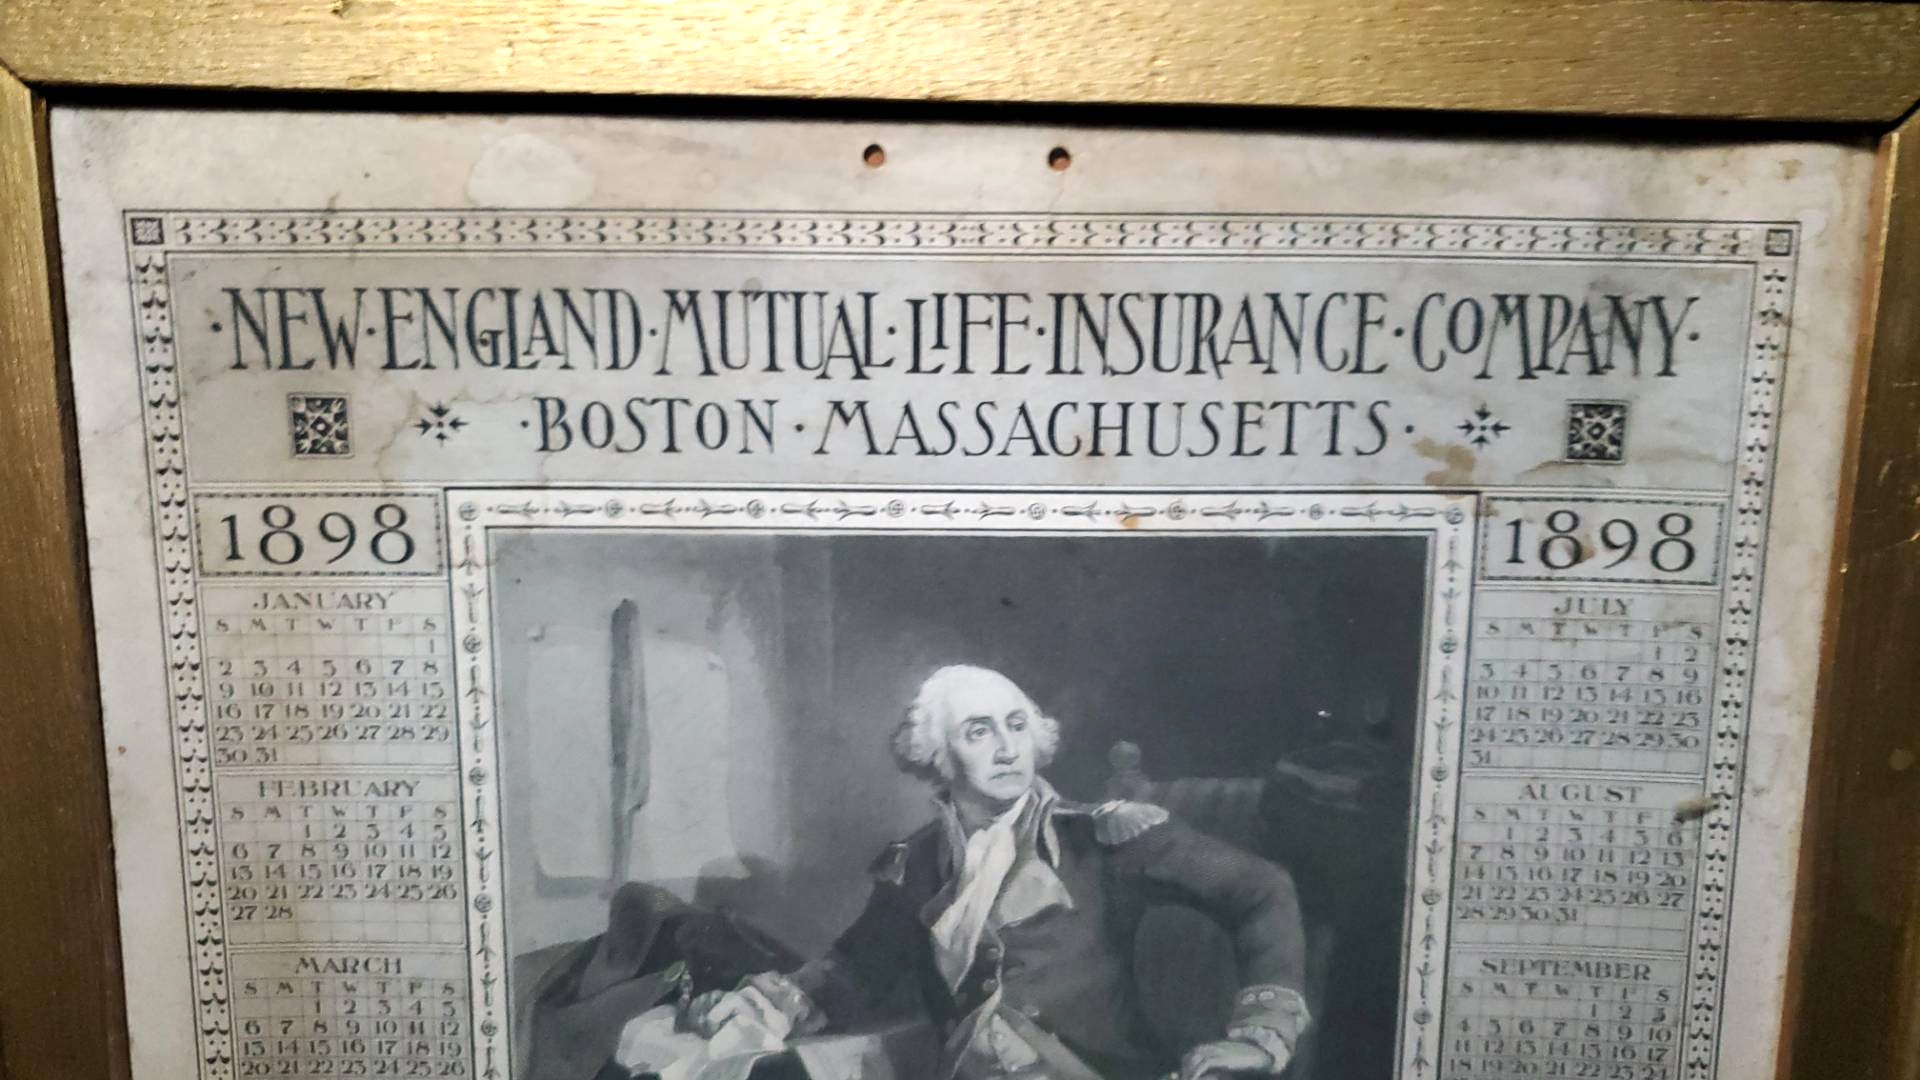 ·NEW·ENGLAND·MUTUAL·LIFE·INSURANCE·COMPANY·
·BOSTON·MASSACHUSETTS·
1898
JANUARY
S M T W T F S
1
2 3 4 5 6 7 8
9 10 11 12 13 14 15
16 17 18 19 20 21 22
23 24 25 26 27 28 29
30 31
FEBRUARY
S M T W T F S
1 2 3 4 5
6 7 8 9 10 11 12
13 14 15 16 17 18 19
20 21 22 23 24 25 26
27 28
MARCH
S M T W T F S
1 2 3 4 5
6 7 8 9 10 11 12
13 14 15 16 17 18 19
20 21 22 23 24 25 26
1898
JULY
S M T W T F S
1 2
3 4 5 6 7 8 9
10 11 12 13 14 15 16
17 18 19 20 21 22 23
24 25 26 27 28 29 30
31
AUGUST
S M T W T F S
1 2 3 4 5 6
7 8 9 10 11 12 13
14 15 16 17 18 19 20
21 22 23 24 25 26 27
28 29 30 31
SEPTEMBER
S M T W T F S
1 2 3
4 5 6 7 8 9 10
11 12 13 14 15 16 17
18 19 20 21 22 23 24